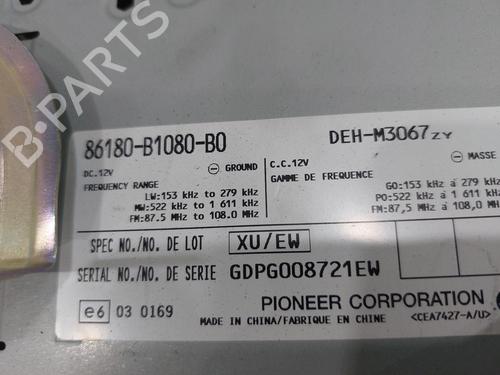 B-PARTS
86180-B1080-B0 DEH-M3067ZY
DC.12V ⊖ GROUND C.C.12V ⊖ MASSE
FREQUENCY RANGE GAMME DE FREQUENCE
LW:153 kHz to 279 kHz GO:153 kHz à 279 kHz
MW:522 kHz to 1 611 kHz PO:522 kHz à 1 611 kHz
FM:87.5 MHz to 108.0 MHz FM:87,5 MHz à 108,0 MHz
SPEC NO./NO. DE LOT XU/EW
SERIAL NO./NO. DE SERIE GDPG008721EW
e6 03 0169 PIONEER CORPORATION
MADE IN CHINA/FABRIQUE EN CHINE <CEA7427-A/U>